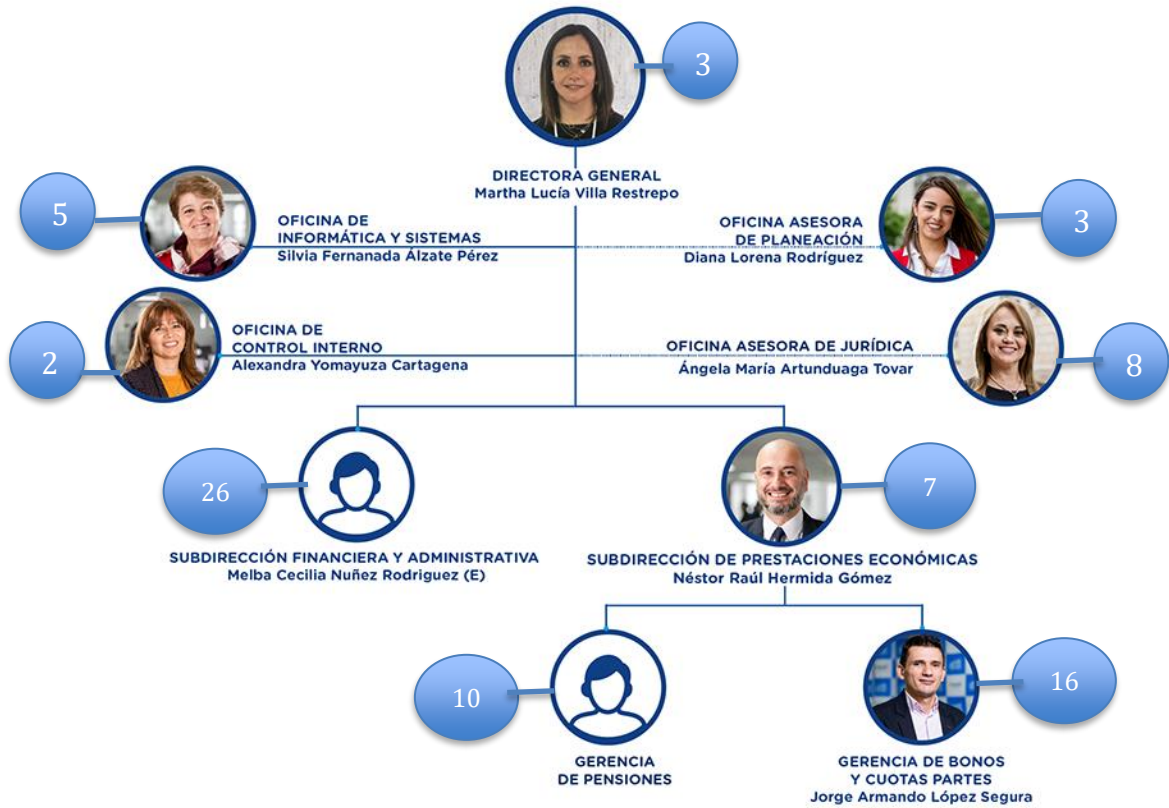 3
DIRECTORA GENERAL
Martha Lucía Villa Restrepo
5
OFICINA DE
INFORMÁTICA Y SISTEMAS
Silvia Fernanada Álzate Pérez
OFICINA ASESORA
DE PLANEACIÓN
Diana Lorena Rodríguez
3
2
OFICINA DE
CONTROL INTERNO
Alexandra Yomayuza Cartagena
OFICINA ASESORA DE JURÍDICA
Ángela María Artunduaga Tovar
8
26
SUBDIRECCIÓN FINANCIERA Y ADMINISTRATIVA
Melba Cecilia Nuñez Rodriguez (E)
7
SUBDIRECCIÓN DE PRESTACIONES ECONÓMICAS
Néstor Raúl Hermida Gómez
10
GERENCIA
DE PENSIONES
16
GERENCIA DE BONOS
Y CUOTAS PARTES
Jorge Armando López Segura